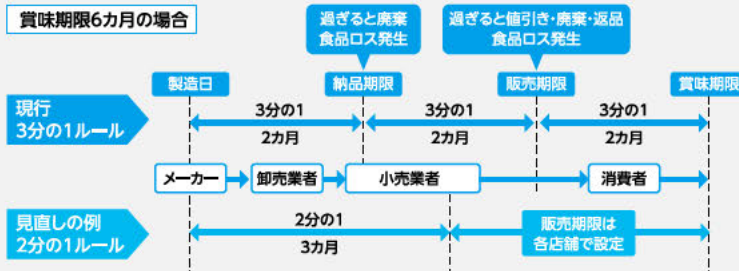 賞味期限6カ月の場合
過ぎると廃棄
食品ロス発生
過ぎると値引き・廃棄・返品
食品ロス発生
製造日
納品期限
販売期限
賞味期限
現行
3分の1ルール
3分の1
2カ月
3分の1
2カ月
3分の1
2カ月
メーカー
卸売業者
小売業者
消費者
見直しの例
2分の1ルール
2分の1
3カ月
販売期限は
各店舗で設定